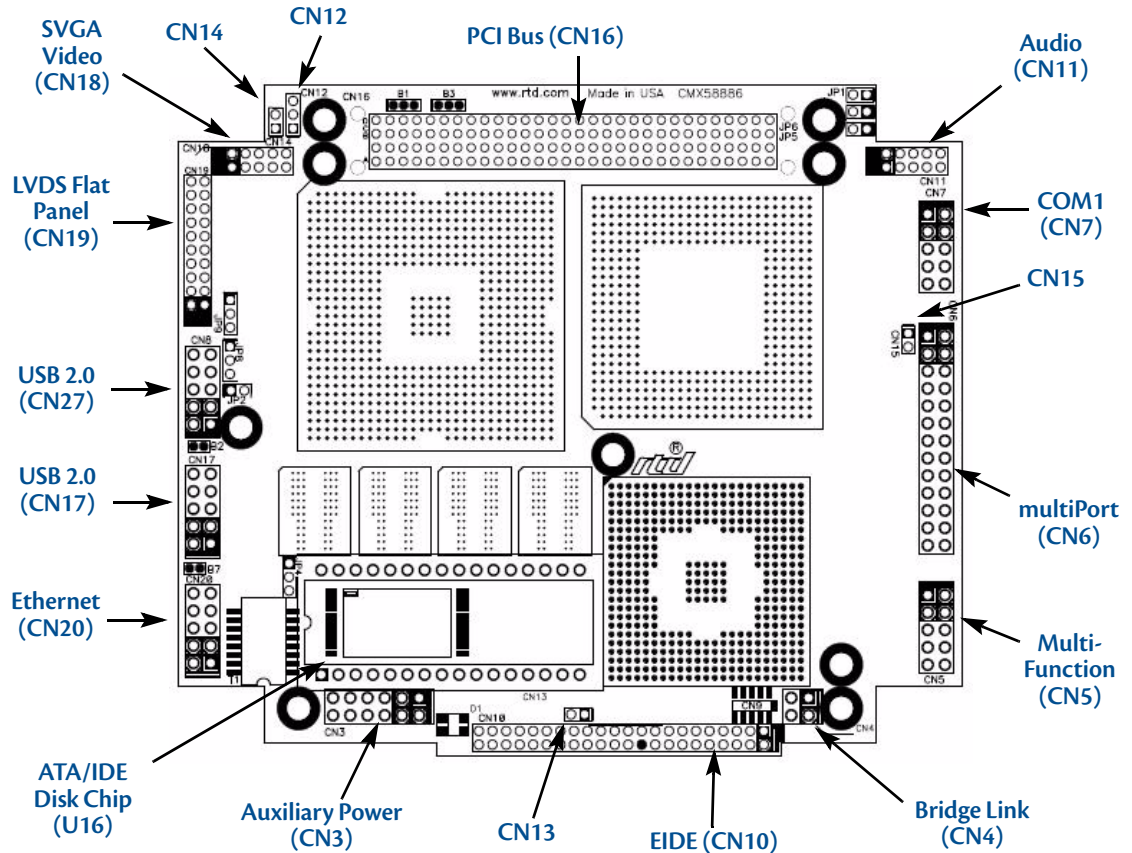 CN12
SVGA
Video
(CN18)
CN14
PCI Bus (CN16)
Audio
(CN11)
CN12
CN16
B1
B3
www.rtd.com
Made in USA
CMX58886
JP1
JP6
JP5
CN18
CN14
CN19
CN11
CN7
LVDS Flat
Panel
(CN19)
COM1
(CN7)
CN15
CN6
CN15
JP9
CN8
JP8
JP2
B2
USB 2.0
(CN27)
CN17
rtd ®
USB 2.0
(CN17)
multiPort
(CN6)
B7
CN20
JP4
Ethernet
(CN20)
T1
Multi-
Function
(CN5)
CN5
CN13
CN3
D1
CN10
CN9
CN4
ATA/IDE
Disk Chip
(U16)
Auxiliary Power
(CN3)
CN13
EIDE (CN10)
Bridge Link
(CN4)